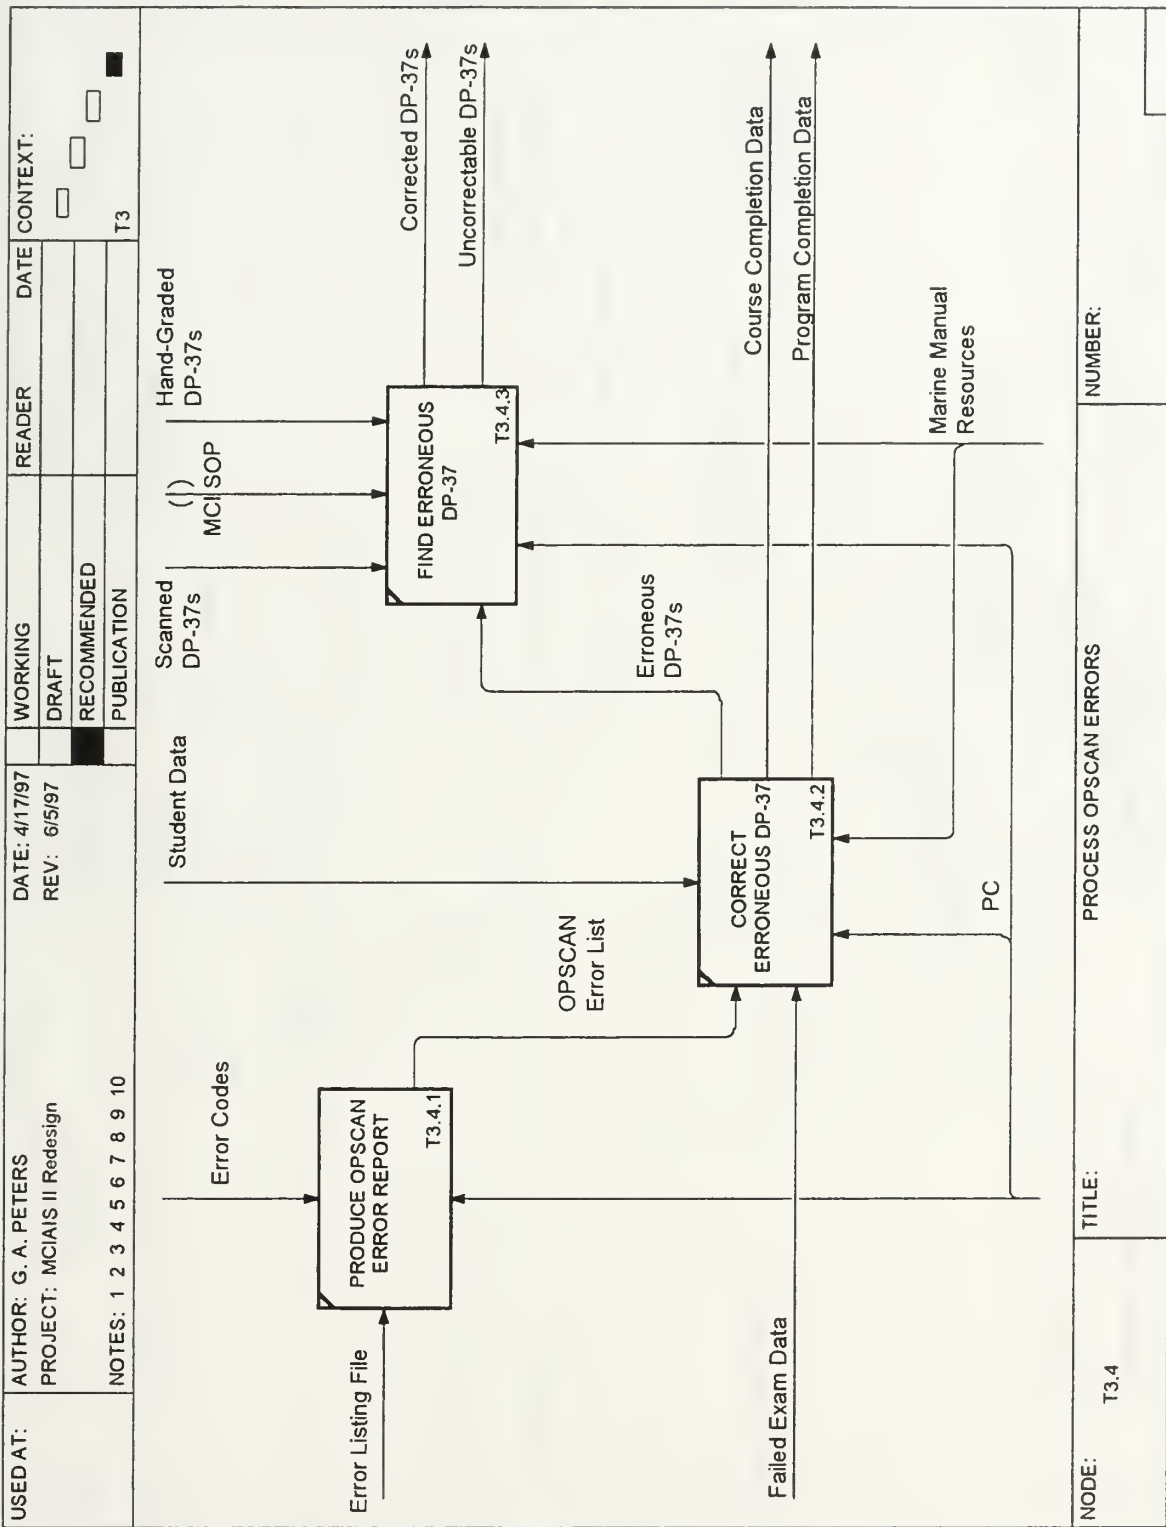 USED AT:
AUTHOR: G. A. PETERS
PROJECT: MCIAIS II Redesign
NOTES: 1 2 3 4 5 6 7 8 9 10
DATE: 4/17/97
REV: 6/5/97
WORKING
DRAFT
RECOMMENDED
PUBLICATION
READER
DATE
CONTEXT:
T3
Error Codes
Student Data
Scanned
DP-37s
( )
MCI SOP
Hand-Graded
DP-37s
Error Listing File
PRODUCE OPSCAN
ERROR REPORT
T3.4.1
FIND ERRONEOUS
DP-37
T3.4.3
Corrected DP-37s
Uncorrectable DP-37s
OPSCAN
Error List
Erroneous
DP-37s
Failed Exam Data
CORRECT
ERRONEOUS DP-37
T3.4.2
Course Completion Data
Program Completion Data
PC
Marine Manual
Resources
NODE:
T3.4
TITLE:
PROCESS OPSCAN ERRORS
NUMBER: